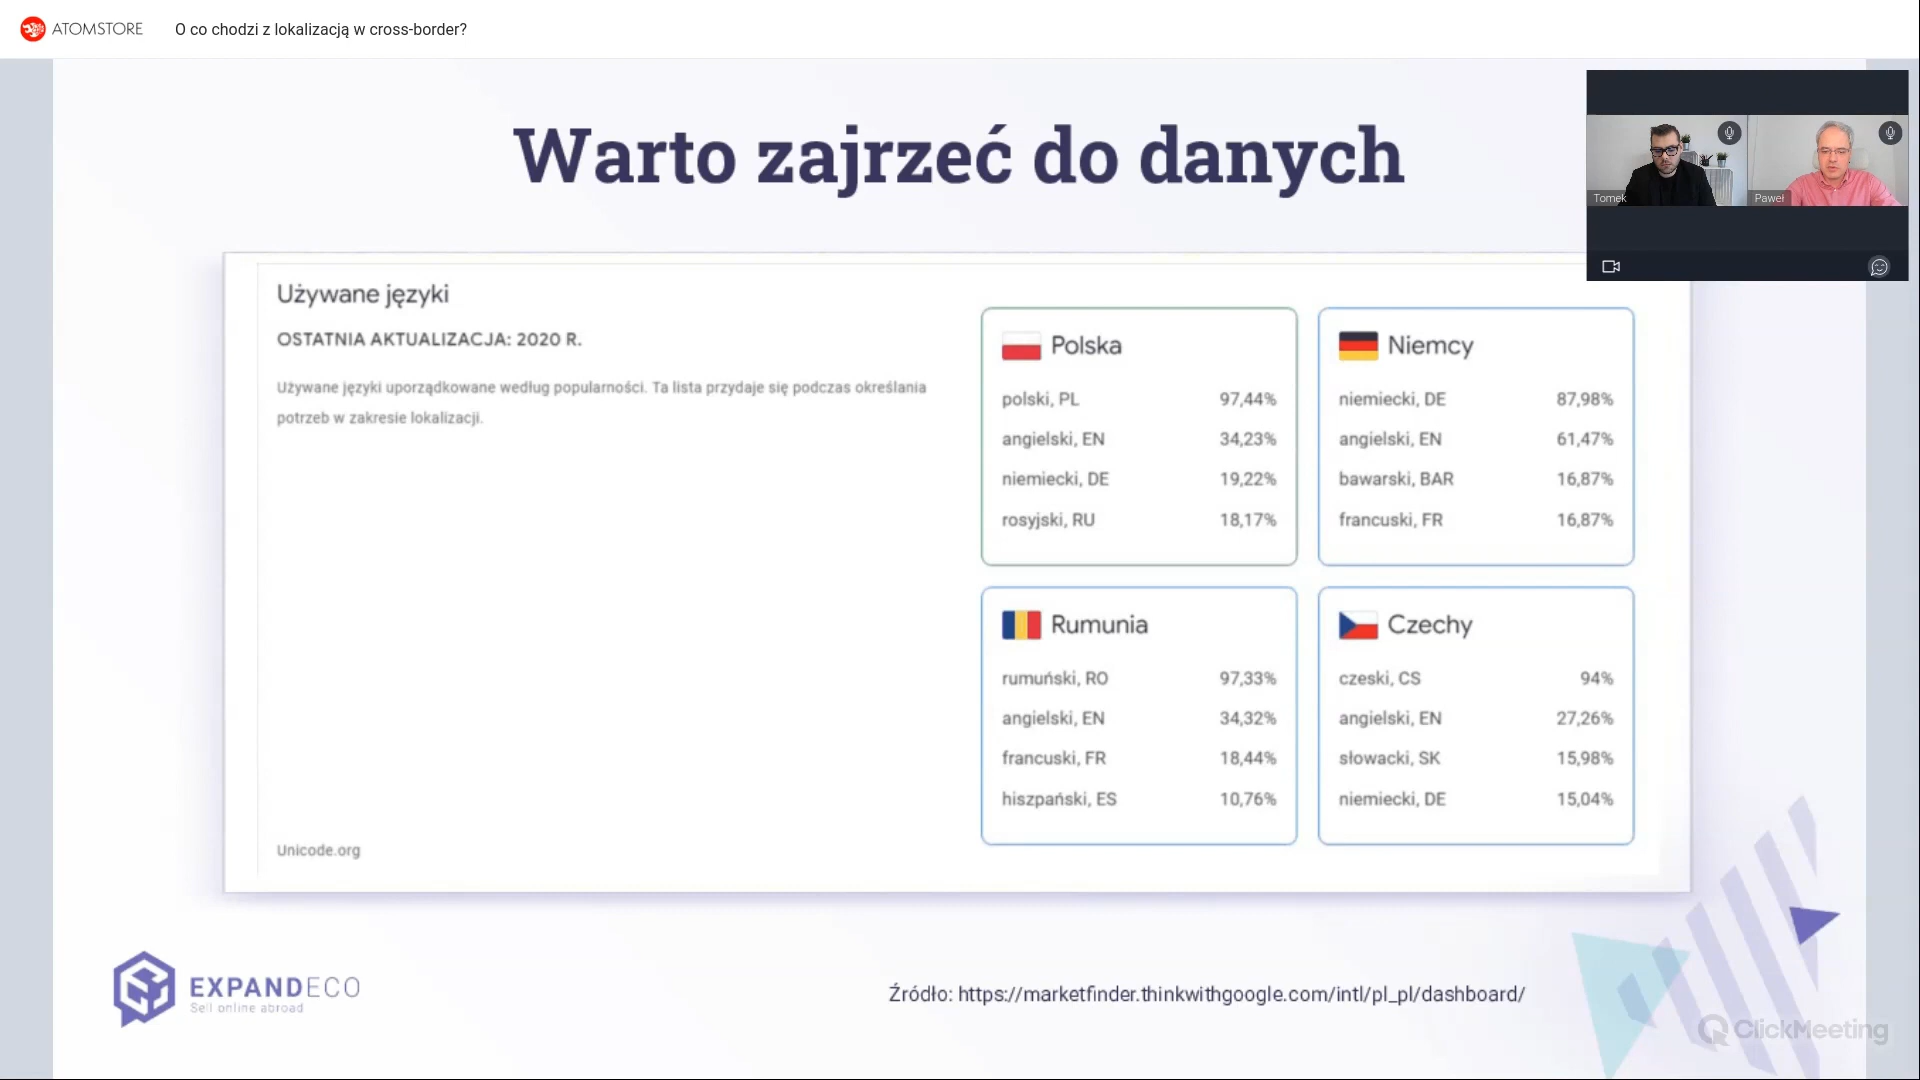 ATOMSTORE
O co chodzi z lokalizacją w cross-border?
Warto zajrzeć do danych
Tomek
Paweł
Używane języki
OSTATNIA AKTUALIZACJA: 2020 R.
Używane języki uporządkowane według popularności. Ta lista przydaje się podczas określania
potrzeb w zakresie lokalizacji.
Unicode.org
Polska
polski, PL 97,44%
angielski, EN 34,23%
niemiecki, DE 19,22%
rosyjski, RU 18,17%
Niemcy
niemiecki, DE 87,98%
angielski, EN 61,47%
bawarski, BAR 16,87%
francuski, FR 16,87%
Rumunia
rumuński, RO 97,33%
angielski, EN 34,32%
francuski, FR 18,44%
hiszpański, ES 10,76%
Czechy
czeski, CS 94%
angielski, EN 27,26%
słowacki, SK 15,98%
niemiecki, DE 15,04%
EXPANDECO
Sell online abroad
Źródło: https://marketfinder.thinkwithgoogle.com/intl/pl_pl/dashboard/
ClickMeeting